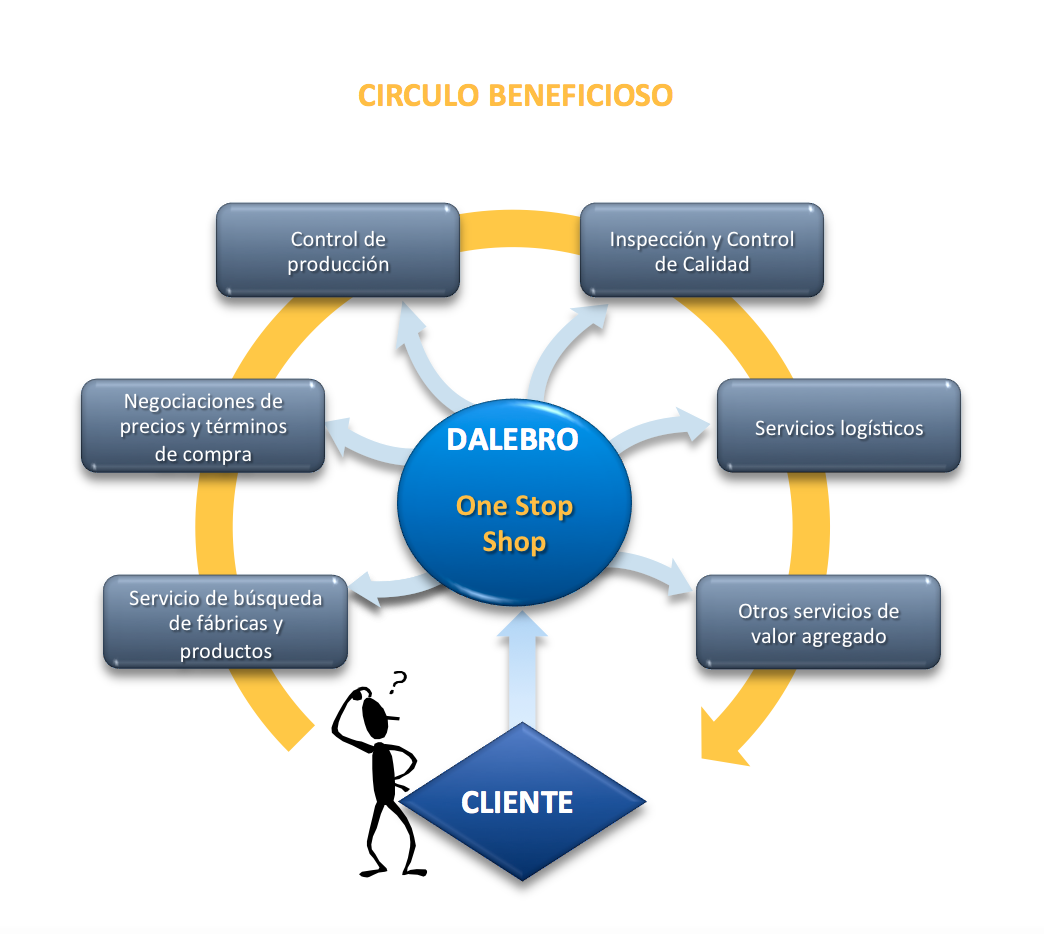 CIRCULO BENEFICIOSO
Control de
producción
Inspección y Control
de Calidad
Negociaciones de
precios y términos
de compra
DALEBRO
One Stop
Shop
Servicios logísticos
Servicio de búsqueda
de fábricas y
productos
Otros servicios de
valor agregado
?
CLIENTE